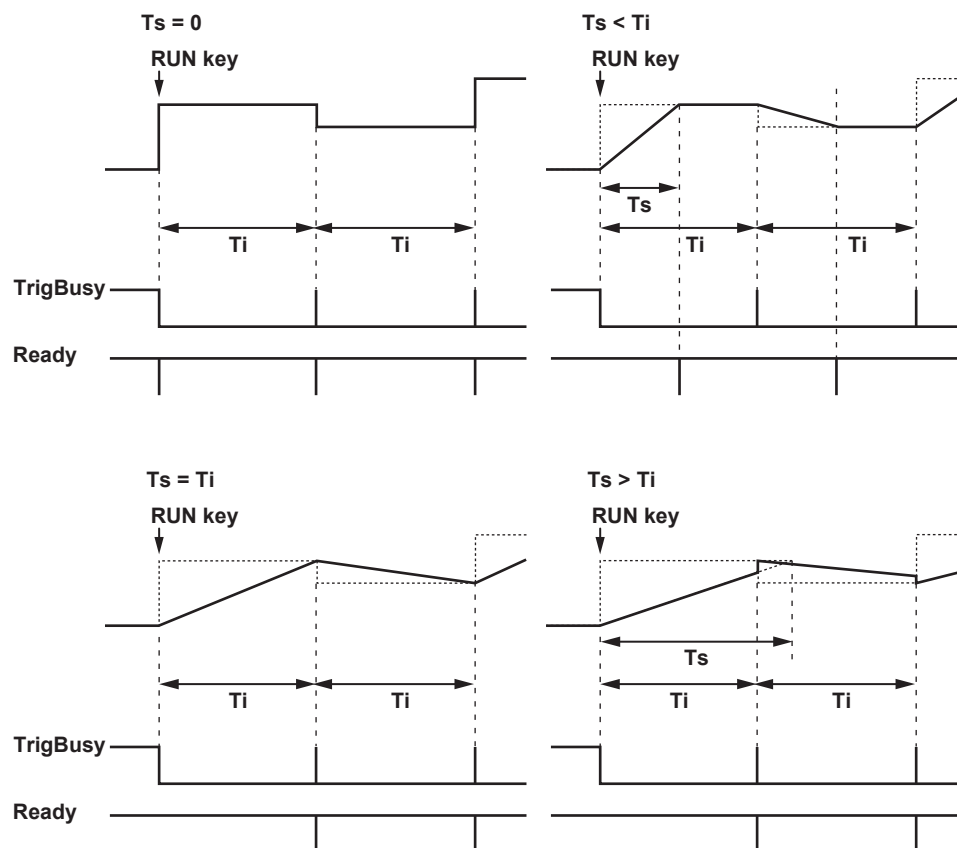 Ts = 0
RUN key
Ti
Ti
TrigBusy
Ready
Ts < Ti
RUN key
Ts
Ti
Ti
Ts = Ti
RUN key
Ti
Ti
TrigBusy
Ready
Ts > Ti
RUN key
Ts
Ti
Ti